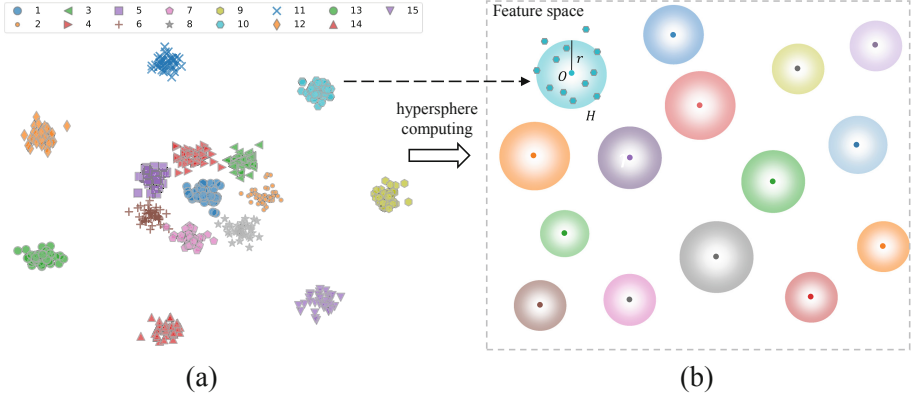 1 3 5 7 9 11 13 15
2 4 6 8 10 12 14
Feature space
r
O
H
hypersphere
computing
(a) (b)